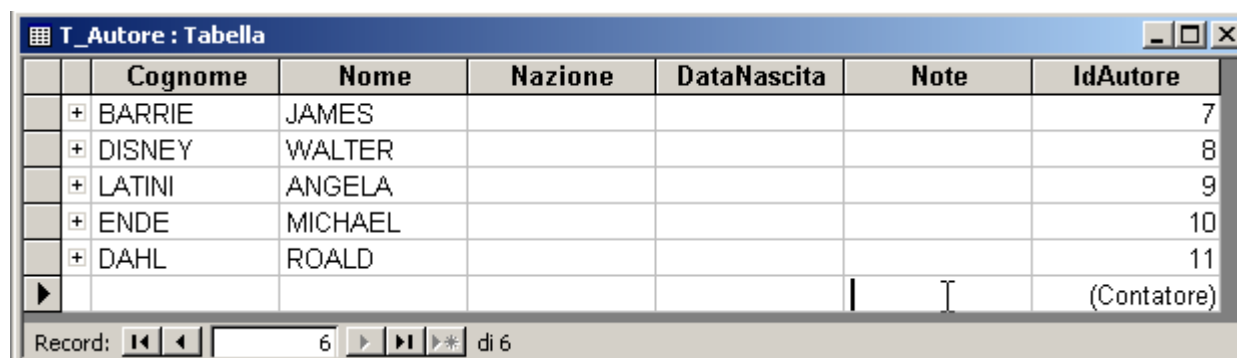 T_Autore : Tabella
Cognome Nome Nazione DataNascita Note IdAutore
BARRIE JAMES 7
DISNEY WALTER 8
LATINI ANGELA 9
ENDE MICHAEL 10
DAHL ROALD 11
(Contatore)
Record: 6 di 6